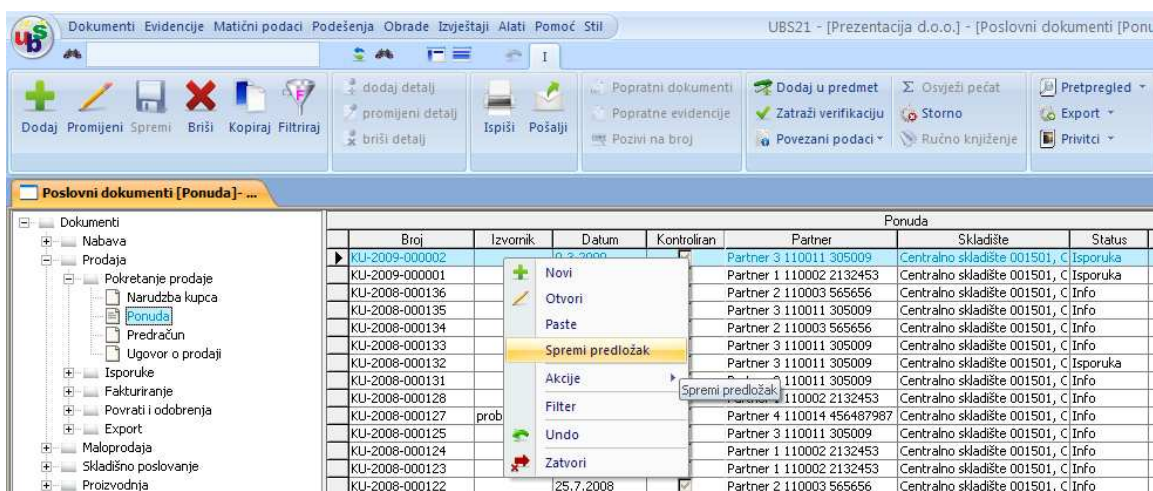 Dokumenti Evidencije Matićni podaci Podešenja Obrade Izvještaji Alati Pomoć Stil
UBS21 - [Prezentacija d.o.o.] - [Poslovni dokumenti [Ponu
ubs
I
Dodaj Promijeni Spremi Briši Kopiraj Filtriraj
dodaj detalj
promijeni detalj
briši detalj
Ispiši Pošalji
Popratni dokumenti
Popratne evidencije
Pozivi na broj
Dodaj u predmet
Zatraži verifikaciju
Povezani podaci
Osvježi pečat
Storno
Ručno knjiženje
Pretpregled
Export
Privitci
Poslovni dokumenti [Ponuda]- ...
Dokumenti
Nabava
Prodaja
Pokretanje prodaje
Narudzba kupca
Ponuda
Predračun
Ugovor o prodaji
Isporuke
Fakturiranje
Povrati i odobrenja
Export
Maloprodaja
Skladišno poslovanje
Proizvodnja
Ponuda
Broj Izvornik Datum Kontroliran Partner Skladište Status
KU-2009-000002 9.3.2009 Partner 3 110011 305009 Centralno skladište 001501, C Isporuka
KU-2009-000001 Partner 1 110002 2132453 Centralno skladište 001501, C Isporuka
KU-2008-000136 Partner 2 110003 565656 Centralno skladište 001501, C Info
KU-2008-000135 Partner 3 110011 305009 Centralno skladište 001501, C Info
KU-2008-000134 Partner 2 110003 565656 Centralno skladište 001501, C Info
KU-2008-000133 Partner 3 110011 305009 Centralno skladište 001501, C Info
KU-2008-000132 Partner 3 110011 305009 Centralno skladište 001501, C Isporuka
KU-2008-000131 110011 305009 Centralno skladište 001501, C Info
KU-2008-000128 110002 2132453 Centralno skladište 001501, C Info
KU-2008-000127 prob Partner 4 110014 456487987 Centralno skladište 001501, C Info
KU-2008-000125 Partner 3 110011 305009 Centralno skladište 001501, C Info
KU-2008-000124 Partner 1 110002 2132453 Centralno skladište 001501, C Info
KU-2008-000123 Partner 1 110002 2132453 Centralno skladište 001501, C Info
KU-2008-000122 25.7.2008 Partner 2 110003 565656 Centralno skladište 001501, C Info
Novi
Otvori
Paste
Spremi predložak
Akcije
Filter
Undo
Zatvori
Spremi predložak